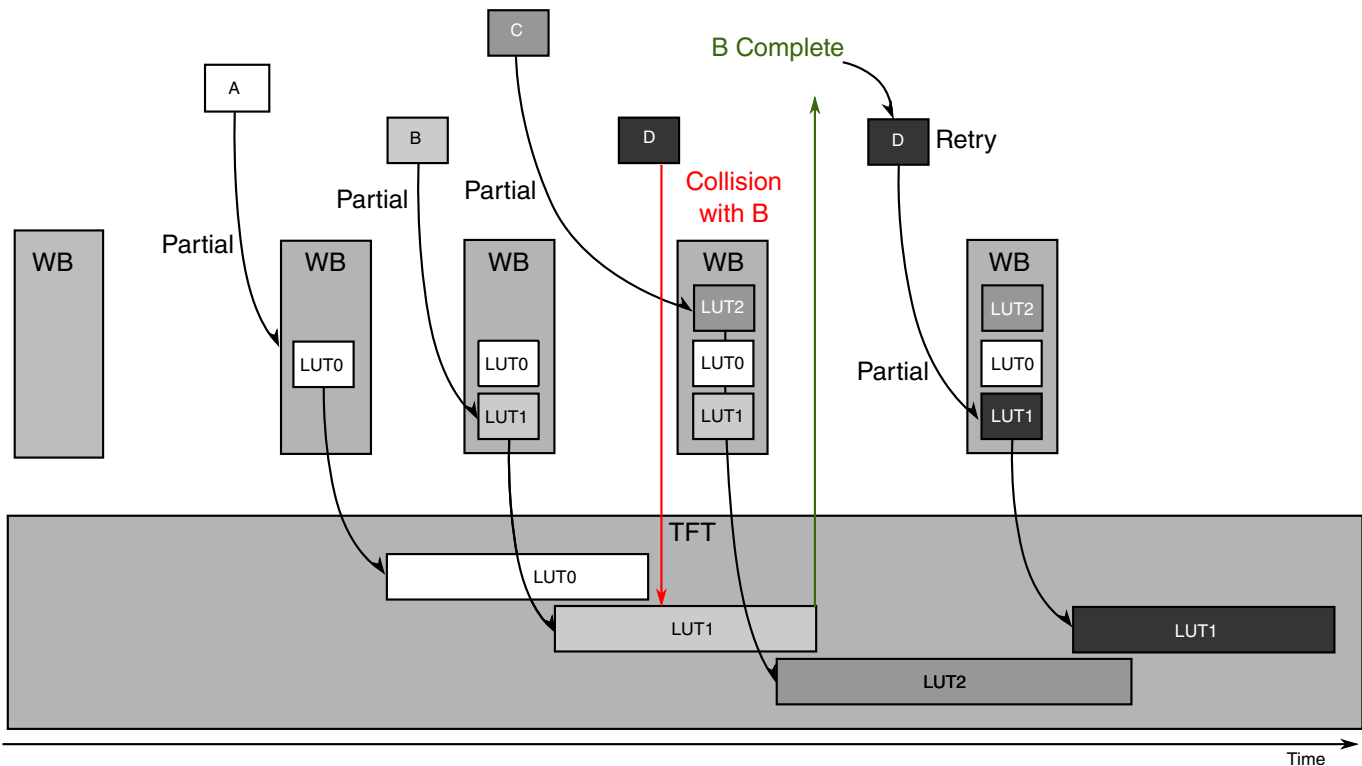 C
B Complete
A
B
D
D
Retry
Partial
Partial
Collision
with B
Partial
WB
WB
WB
WB
WB
LUT2
LUT2
LUT0
LUT0
LUT0
LUT0
Partial
LUT1
LUT1
LUT1
TFT
LUT0
LUT1
LUT1
LUT2
Time